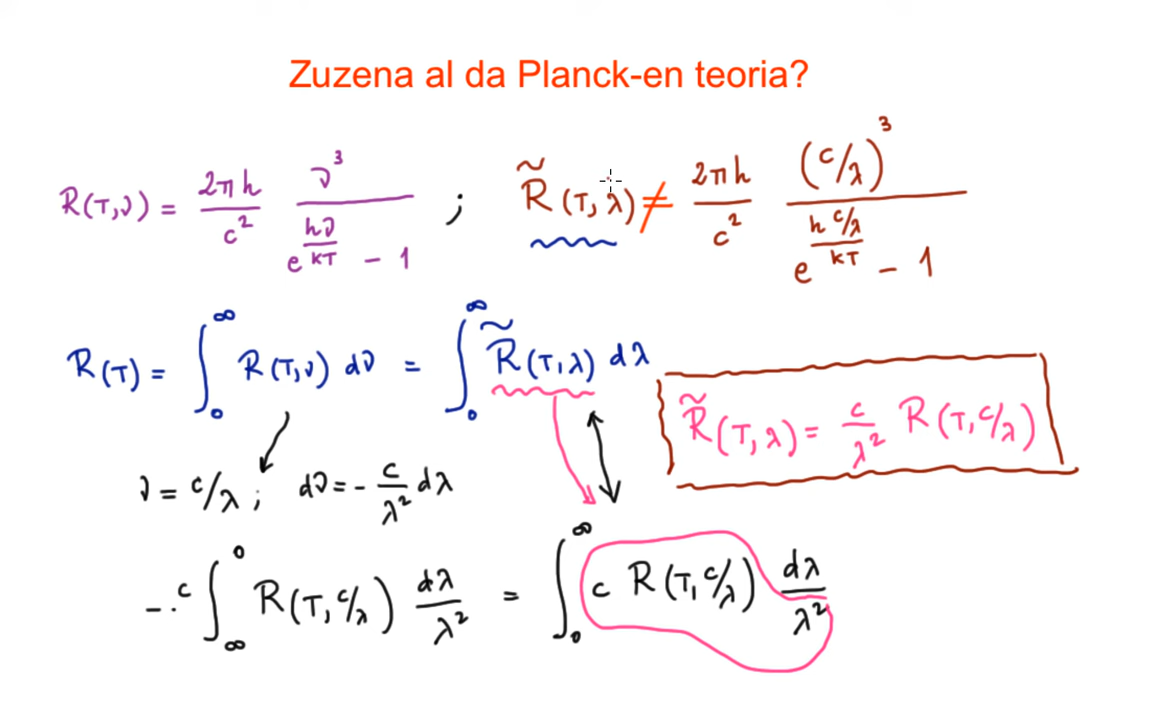 Zuzena al da Planck-en teoria?
R(T,ν) = 2πh/c² ν³/(e^(hν/kT) - 1) ; R̃(T,λ) ≠ 2πh/c² (c/λ)³/(e^(h c/λ/kT) - 1)
R(T) = ∫₀^∞ R(T,ν) dν = ∫₀^∞ R̃(T,λ) dλ
R̃(T,λ) = c/λ² R(T,c/λ)
ν = c/λ ; dν = - c/λ² dλ
- c ∫_∞^0 R(T,c/λ) dλ/λ² = ∫₀^∞ c R(T,c/λ) dλ/λ²